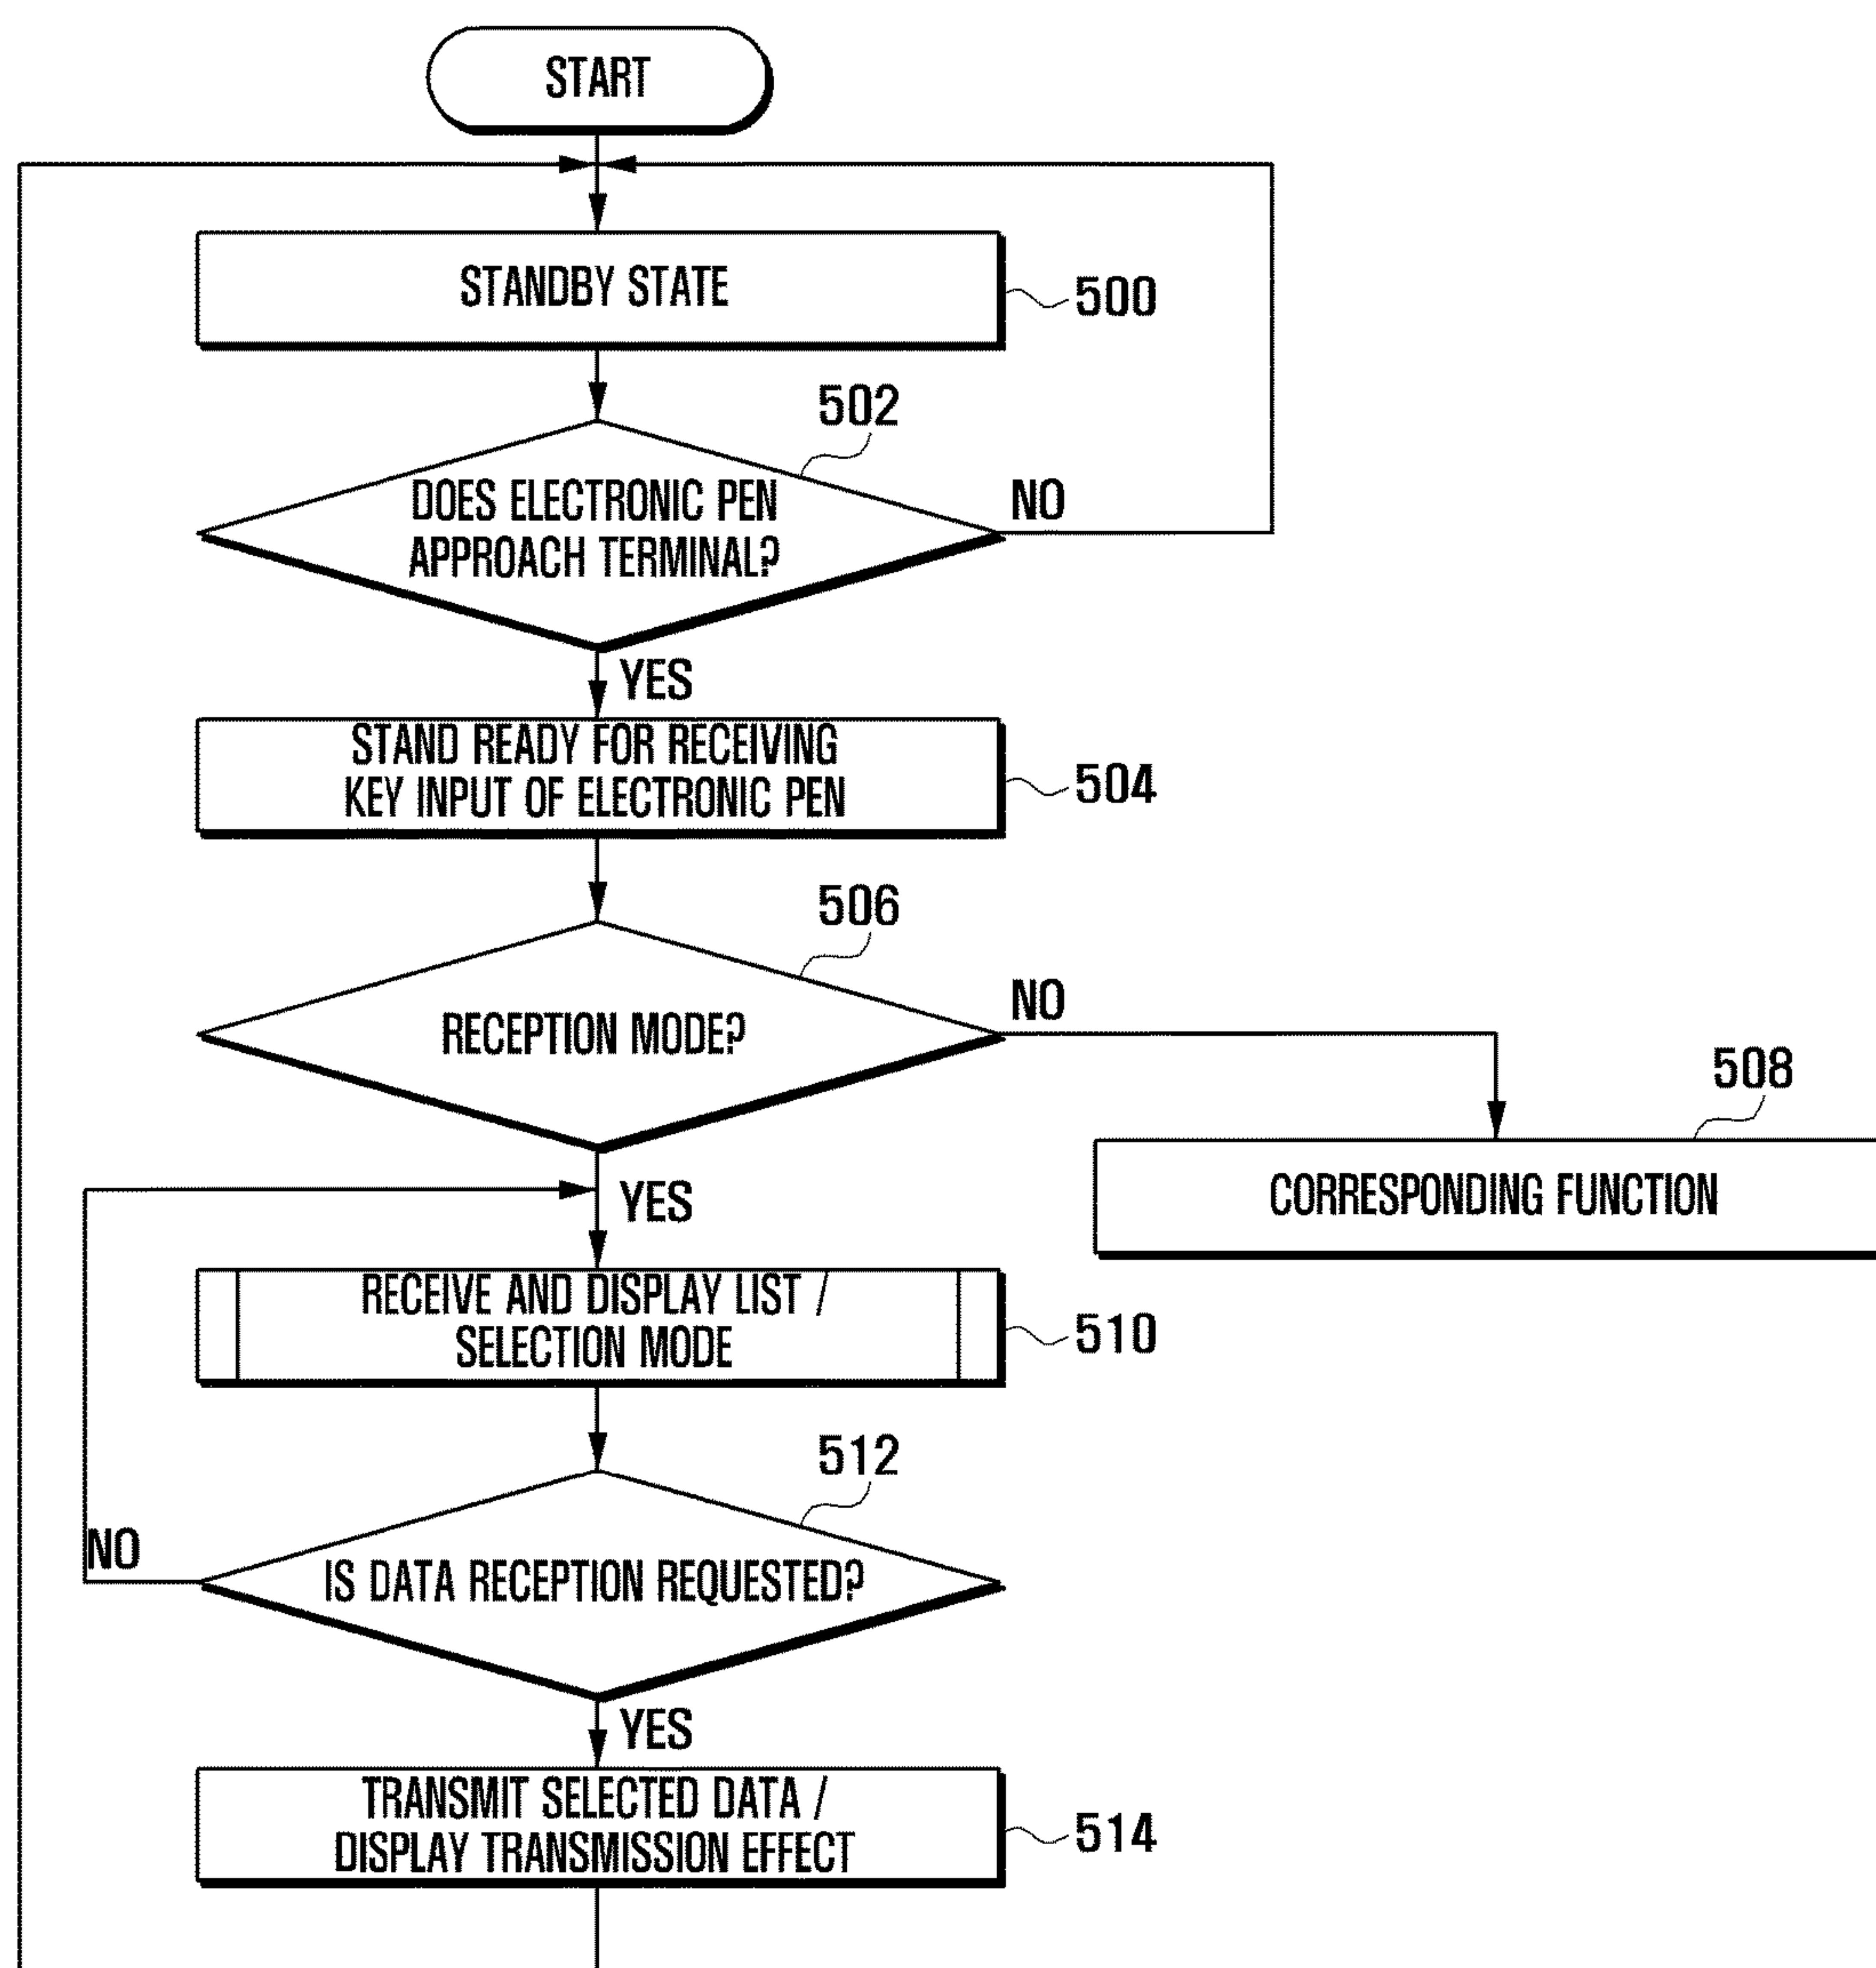 START
STANDBY STATE
500
502
DOES ELECTRONIC PEN
APPROACH TERMINAL?
NO
YES
STAND READY FOR RECEIVING
KEY INPUT OF ELECTRONIC PEN
504
506
RECEPTION MODE?
NO
508
CORRESPONDING FUNCTION
YES
RECEIVE AND DISPLAY LIST /
SELECTION MODE
510
512
NO
IS DATA RECEPTION REQUESTED?
YES
TRANSMIT SELECTED DATA /
DISPLAY TRANSMISSION EFFECT
514